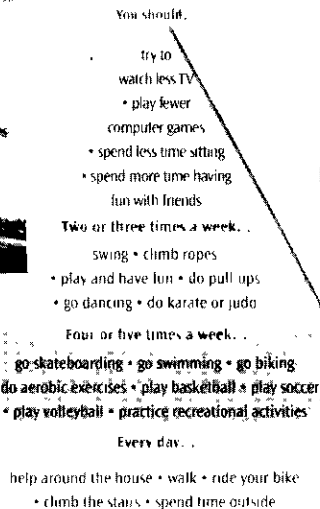 You should.
• try to
watch less TV
• play fewer
computer games
• spend less time sitting
• spend more time having
fun with friends
Two or three times a week. .
swing • climb ropes
• play and have fun • do pull ups
• go dancing • do karate or judo
Four or five times a week. .
go skateboarding • go swimming • go biking
do aerobic exercises • play basketball • play soccer
• play volleyball • practice recreational activities
Every day. .
help around the house • walk • ride your bike
• climb the stairs • spend time outside